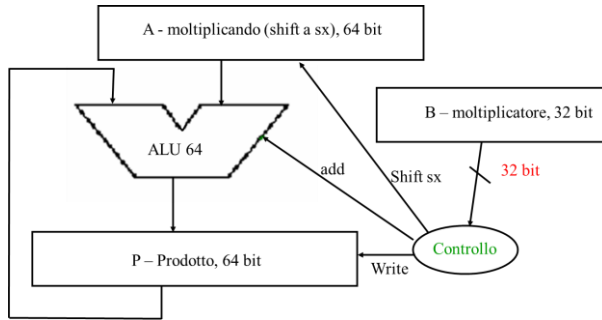 A - moltiplicando (shift a sx), 64 bit
B – moltiplicatore, 32 bit
ALU 64
add
Shift sx
32 bit
Controllo
P – Prodotto, 64 bit
Write